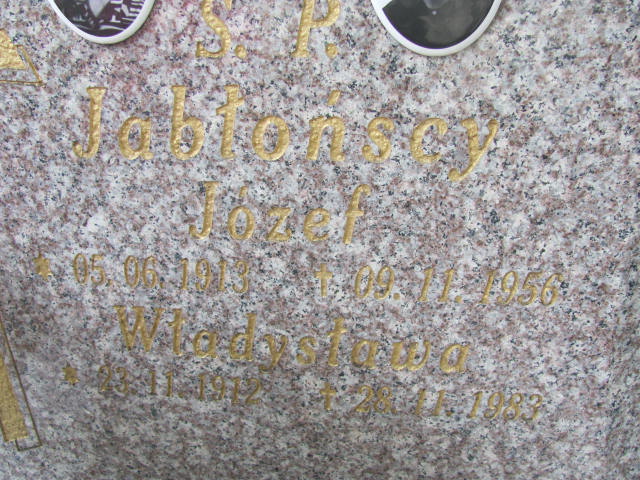 Ś. P.
Jabłońscy
Józef
* 05. 06. 1913 † 09. 11. 1956
Władysława
* 23. 11. 1912 † 28. 11. 1983